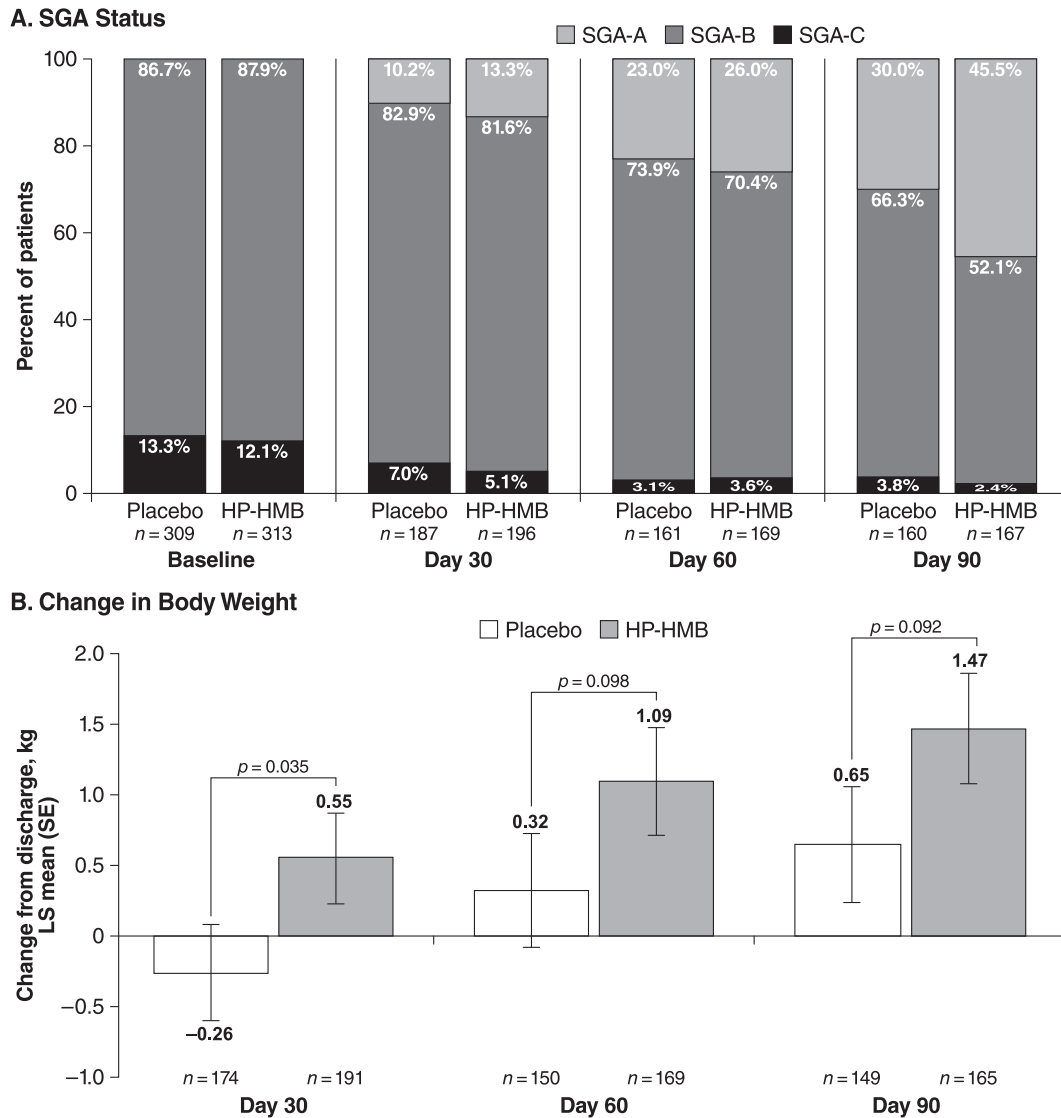 A. SGA Status
SGA-A SGA-B SGA-C
Percent of patients
100
80
60
40
20
0
86.7% 87.9% 10.2% 13.3% 23.0% 26.0% 30.0% 45.5%
82.9% 81.6% 73.9% 70.4% 66.3% 52.1%
13.3% 12.1% 7.0% 5.1% 3.1% 3.6% 3.8% 2.4%
Placebo HP-HMB Placebo HP-HMB Placebo HP-HMB Placebo HP-HMB
n = 309 n = 313 n = 187 n = 196 n = 161 n = 169 n = 160 n = 167
Baseline Day 30 Day 60 Day 90
B. Change in Body Weight
Placebo HP-HMB
Change from discharge, kg
LS mean (SE)
2.0
1.5
1.0
0.5
0
–0.5
–1.0
p = 0.035
p = 0.098
p = 0.092
–0.26
0.55
0.32
1.09
0.65
1.47
n = 174 n = 191 n = 150 n = 169 n = 149 n = 165
Day 30 Day 60 Day 90